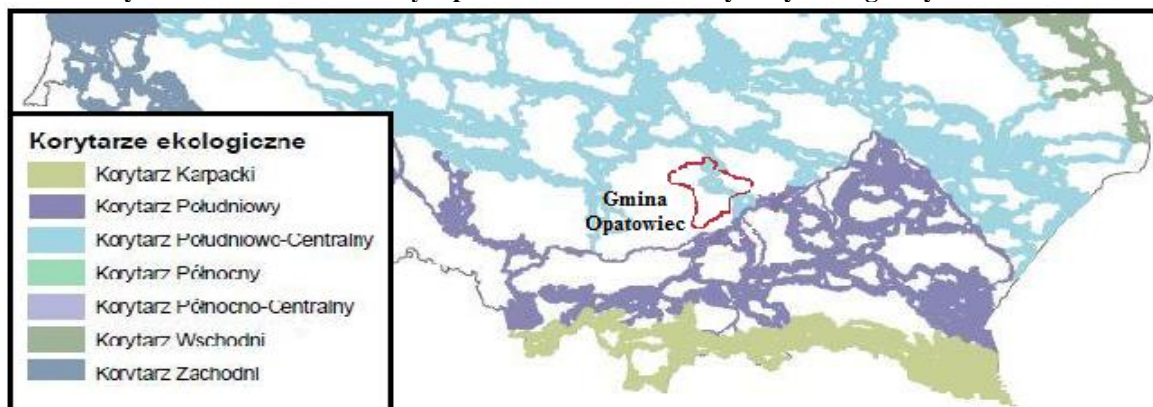 Korytarze ekologiczne
Korytarz Karpacki
Korytarz Południowy
Korytarz Południowo-Centralny
Korytarz Północny
Korytarz Północno-Centralny
Korytarz Wschodni
Korytarz Zachodni
Gmina
Opatowiec